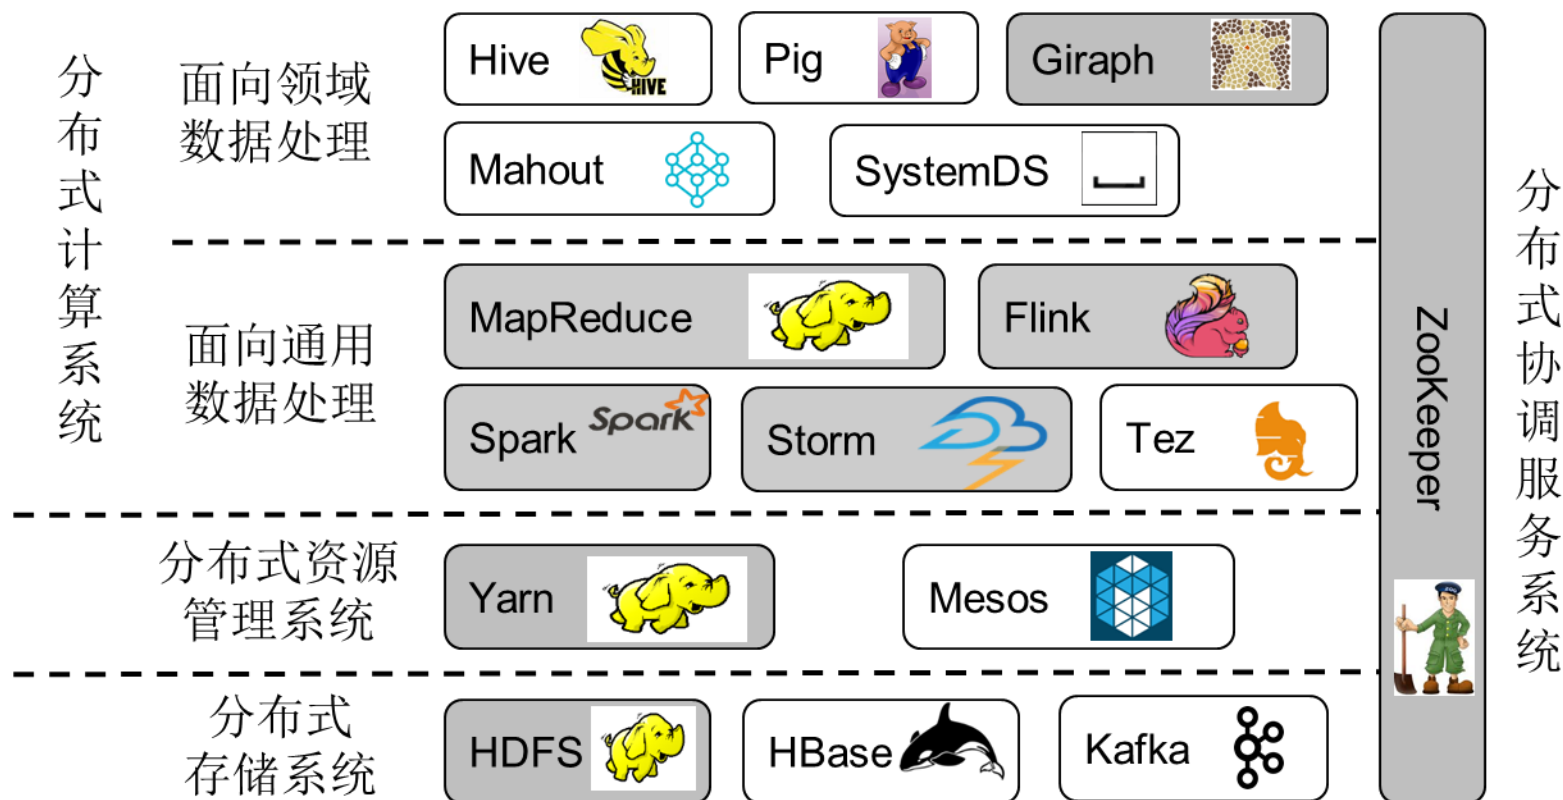 分布式计算系统
面向领域
数据处理
Hive
HIVE
Pig
Giraph
Mahout
SystemDS
面向通用
数据处理
MapReduce
Flink
Spark
Spark
Storm
Tez
分布式资源
管理系统
Yarn
Mesos
分布式
存储系统
HDFS
HBase
Kafka
ZooKeeper
分布式协调服务系统